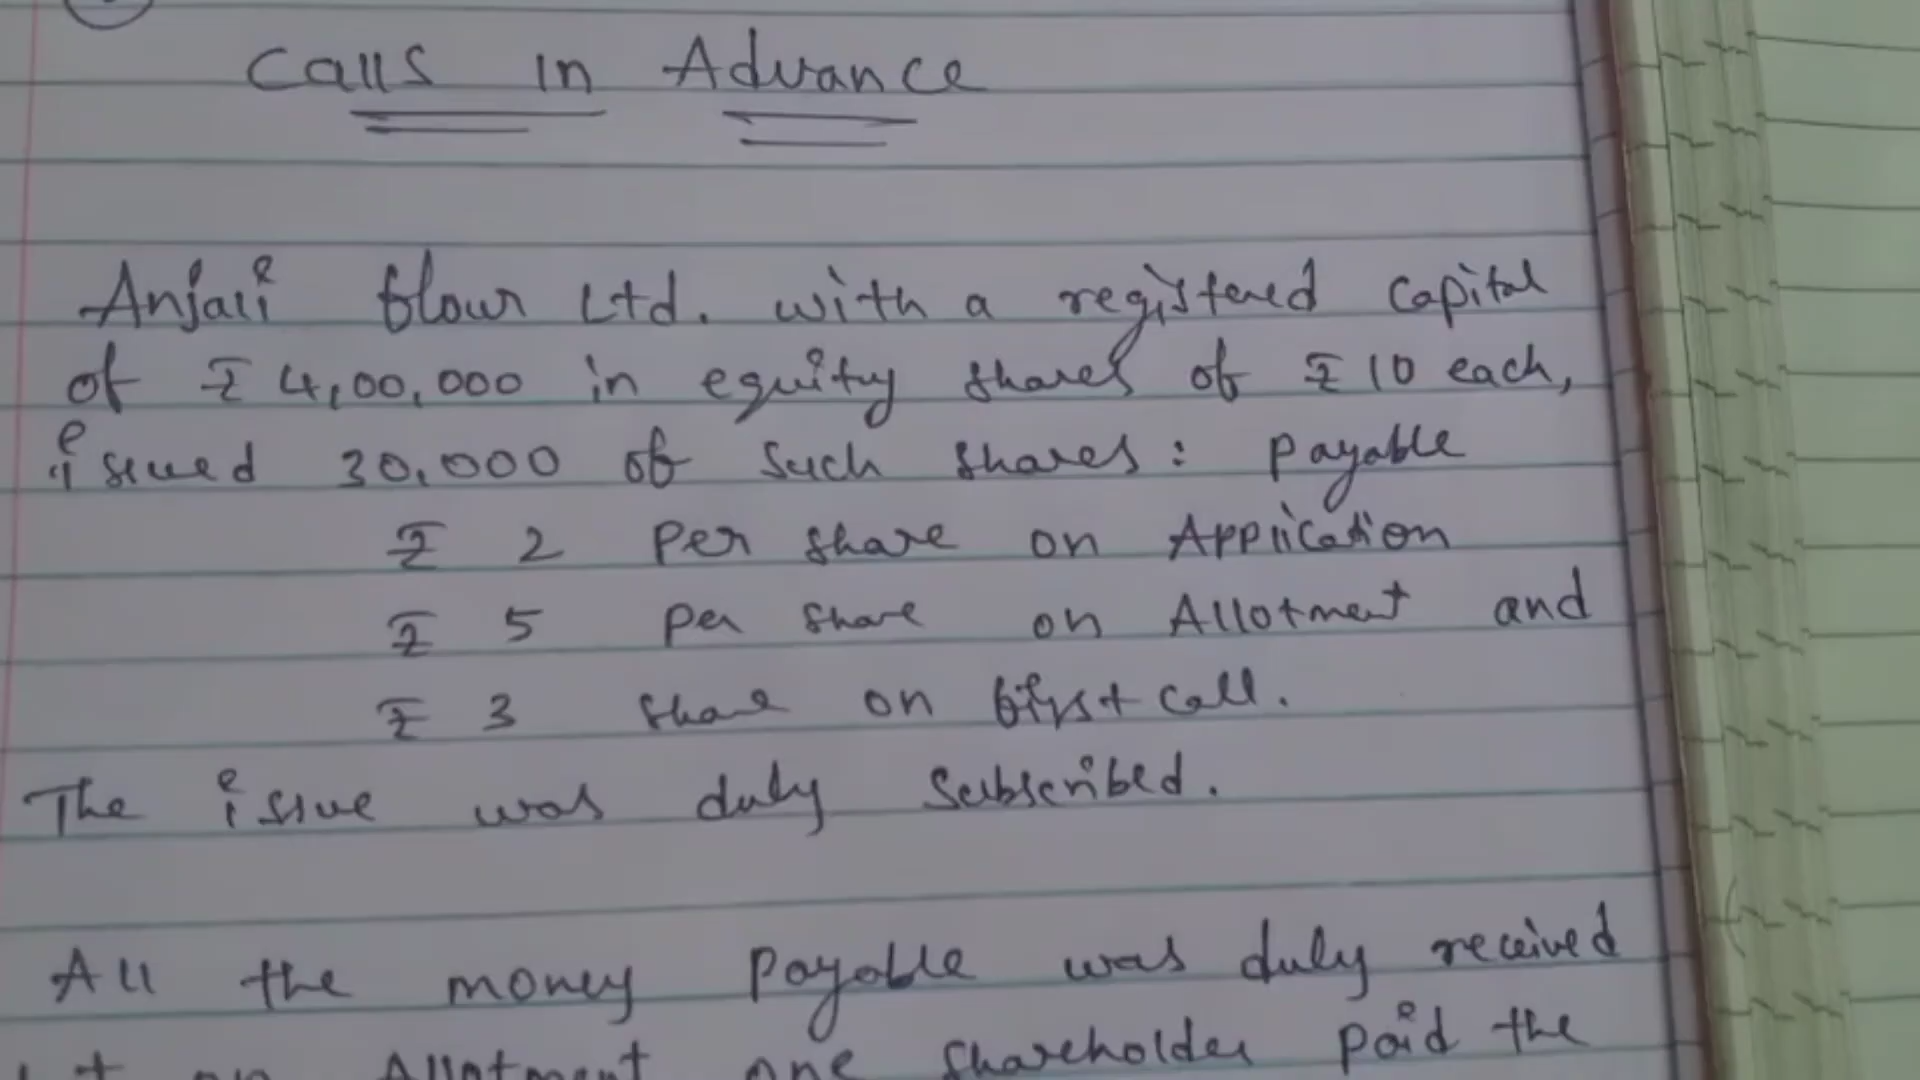 Calls in Advance
Anjali flour Ltd. with a registered capital
of ₹ 4,00,000 in equity shares of ₹ 10 each,
issued 30,000 of such shares: payable
₹ 2 per share on Application
₹ 5 per share on Allotment and
₹ 3 share on first call.
The issue was duly subscribed.
All the money payable was duly received
on Allotment one shareholder paid the